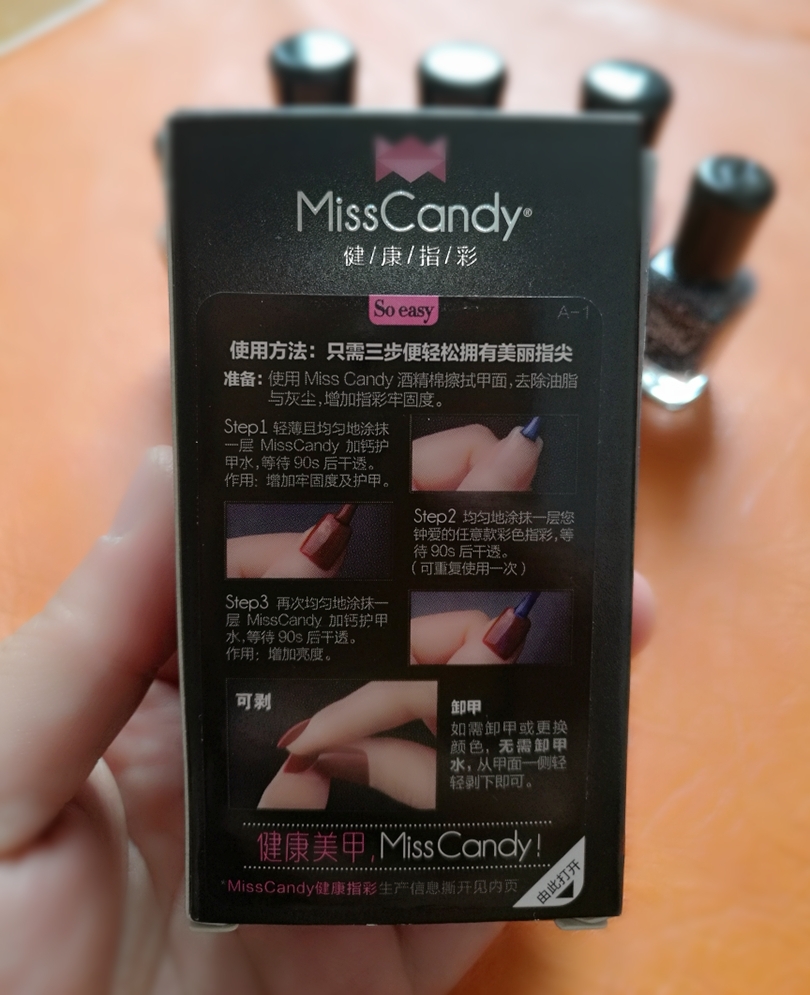 MissCandy®
健/康/指/彩
So easy
A-1
使用方法：只需三步便轻松拥有美丽指尖
准备：使用 Miss Candy 酒精棉擦拭甲面，去除油脂
与灰尘，增加指彩牢固度。
Step1 轻薄且均匀地涂抹
一层 MissCandy 加钙护
甲水，等待 90s 后干透。
作用：增加牢固度及护甲。
Step2 均匀地涂抹一层您
钟爱的任意款彩色指彩，等
待 90s 后干透。
（可重复使用一次）
Step3 再次均匀地涂抹一
层 MissCandy 加钙护甲
水，等待 90s 后干透。
作用：增加亮度。
可剥
卸甲
如需卸甲或更换
颜色，无需卸甲
水，从甲面一侧轻
轻剥下即可。
健康美甲，MissCandy！
*MissCandy健康指彩生产信息撕开见内页
由此打开